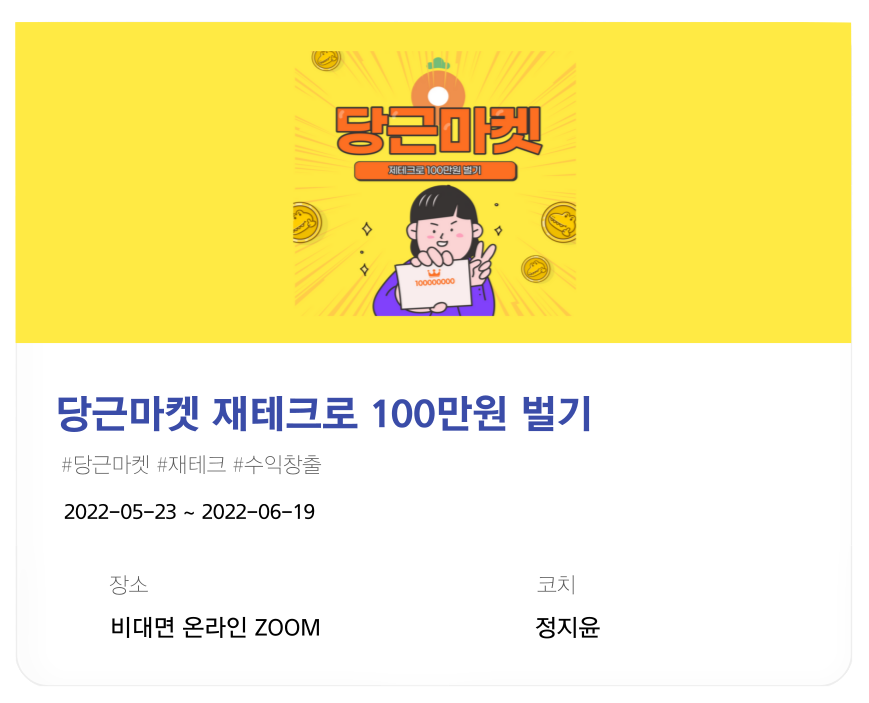 당근마켓
제테크로 100만원 벌기
100000000
당근마켓 재테크로 100만원 벌기
#당근마켓 #재테크 #수익창출
2022-05-23 ~ 2022-06-19
장소
코치
비대면 온라인 ZOOM
정지윤